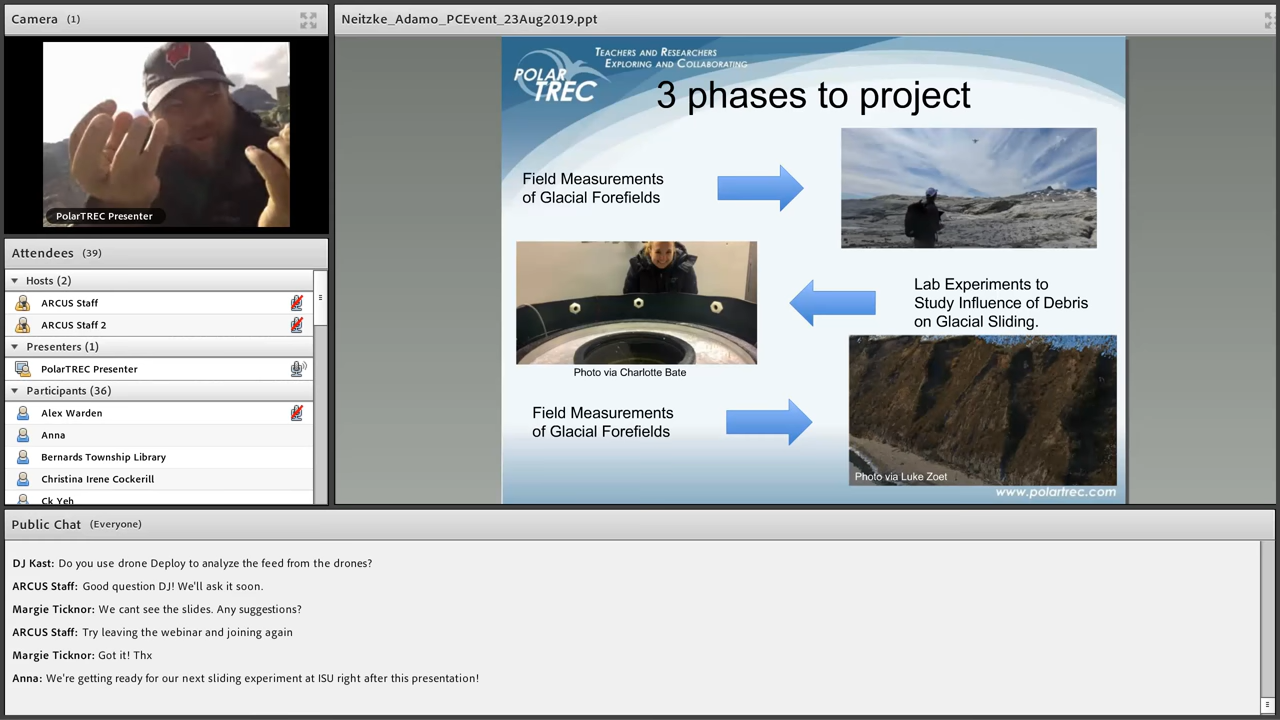 Camera (1)
PolarTREC Presenter
Attendees (39)
Hosts (2)
ARCUS Staff
ARCUS Staff 2
Presenters (1)
PolarTREC Presenter
Participants (36)
Alex Warden
Anna
Bernards Township Library
Christina Irene Cockerill
Ck Yeh
Neitzke_Adamo_PCEvent_23Aug2019.ppt
POLAR
TREC
TEACHERS AND RESEARCHERS
EXPLORING AND COLLABORATING
3 phases to project
Field Measurements
of Glacial Forefields
Lab Experiments to
Study Influence of Debris
on Glacial Sliding.
Photo via Charlotte Bate
Field Measurements
of Glacial Forefields
Photo via Luke Zoet
www.polartrec.com
Public Chat (Everyone)
DJ Kast: Do you use drone Deploy to analyze the feed from the drones?
ARCUS Staff: Good question DJ! We'll ask it soon.
Margie Ticknor: We cant see the slides. Any suggestions?
ARCUS Staff: Try leaving the webinar and joining again
Margie Ticknor: Got it! Thx
Anna: We're getting ready for our next sliding experiment at ISU right after this presentation!